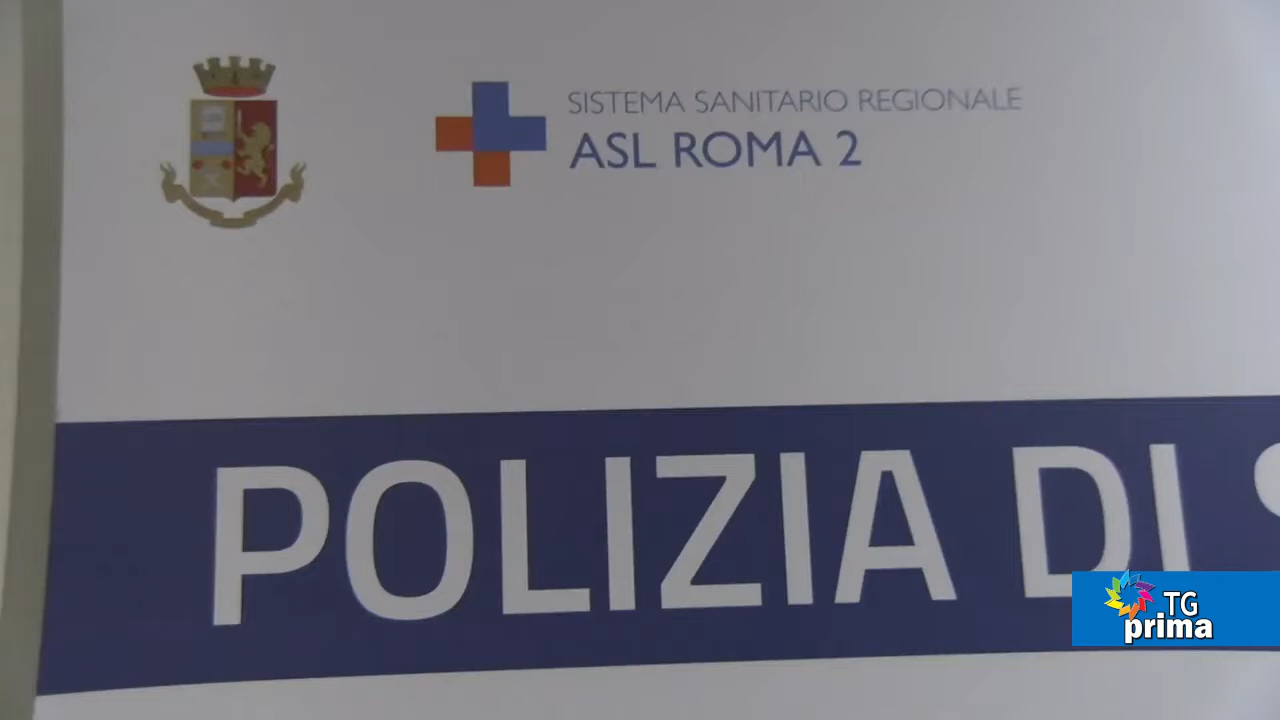 SISTEMA SANITARIO REGIONALE
ASL ROMA 2
POLIZIA DI
TG
prima